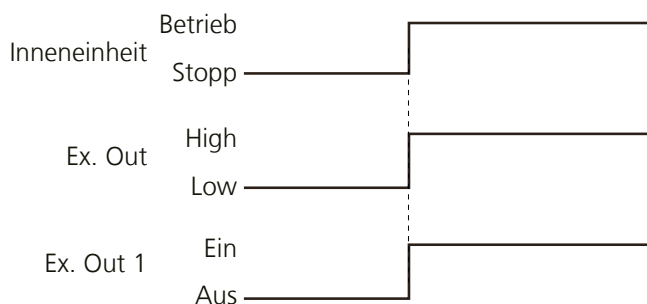 Betrieb
Inneneinheit
Stopp
High
Ex. Out
Low
Ein
Ex. Out 1
Aus